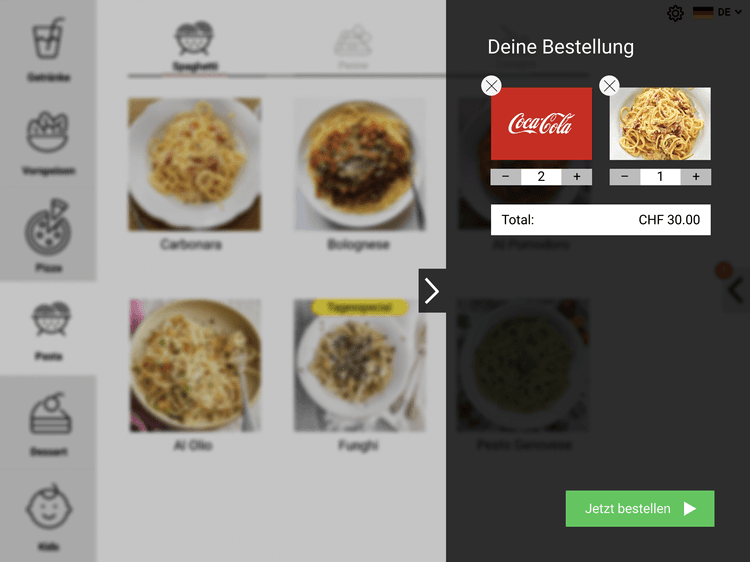 DE
Deine Bestellung
Coca-Cola
− 2 +
− 1 +
Total: CHF 30.00
Jetzt bestellen
Getränke
Vorspeisen
Pizza
Pasta
Dessert
Kids
Spaghetti
Penne
Carbonara
Bolognese
Al Pomodoro
Tagesspecial
Al Olio
Funghi
Pesto Genovese